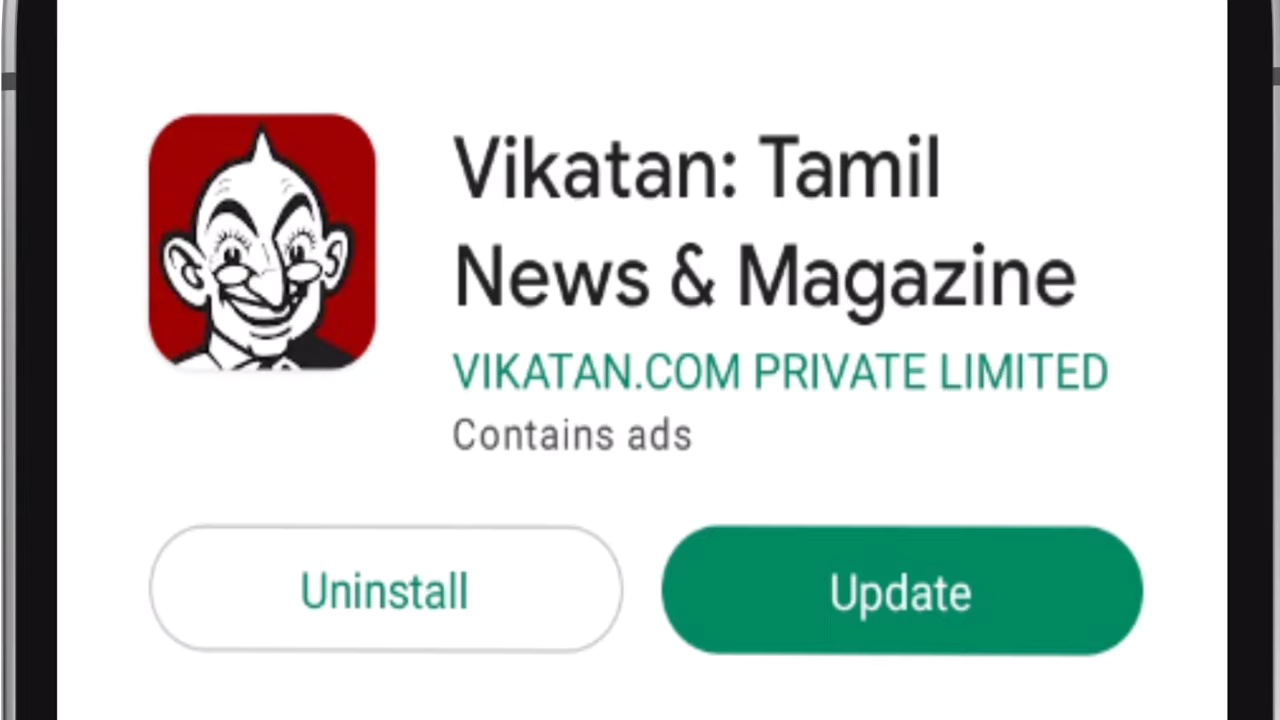 Vikatan: Tamil
News & Magazine
VIKATAN.COM PRIVATE LIMITED
Contains ads
Uninstall
Update